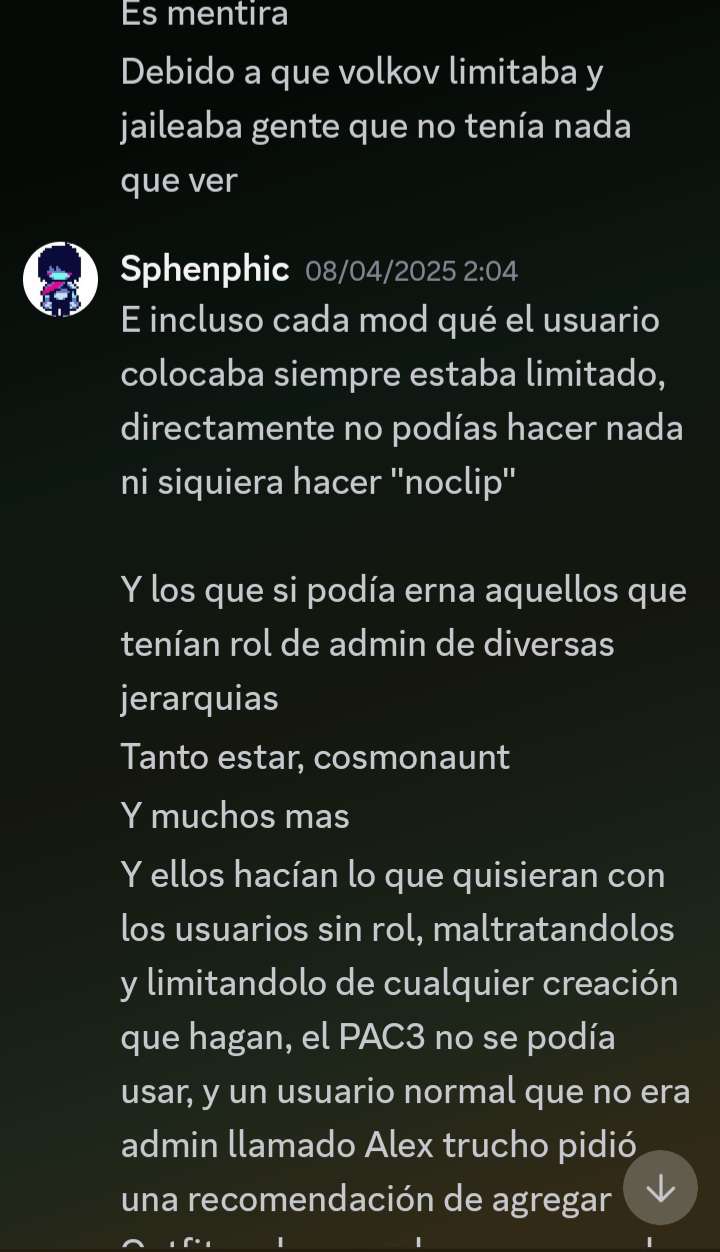 Es mentira
Debido a que volkov limitaba y
jaileaba gente que no tenía nada
que ver
Sphenphic 08/04/2025 2:04
E incluso cada mod qué el usuario
colocaba siempre estaba limitado,
directamente no podías hacer nada
ni siquiera hacer "noclip"
Y los que si podía erna aquellos que
tenían rol de admin de diversas
jerarquias
Tanto estar, cosmonaunt
Y muchos mas
Y ellos hacían lo que quisieran con
los usuarios sin rol, maltratandolos
y limitandolo de cualquier creación
que hagan, el PAC3 no se podía
usar, y un usuario normal que no era
admin llamado Alex trucho pidió
una recomendación de agregar